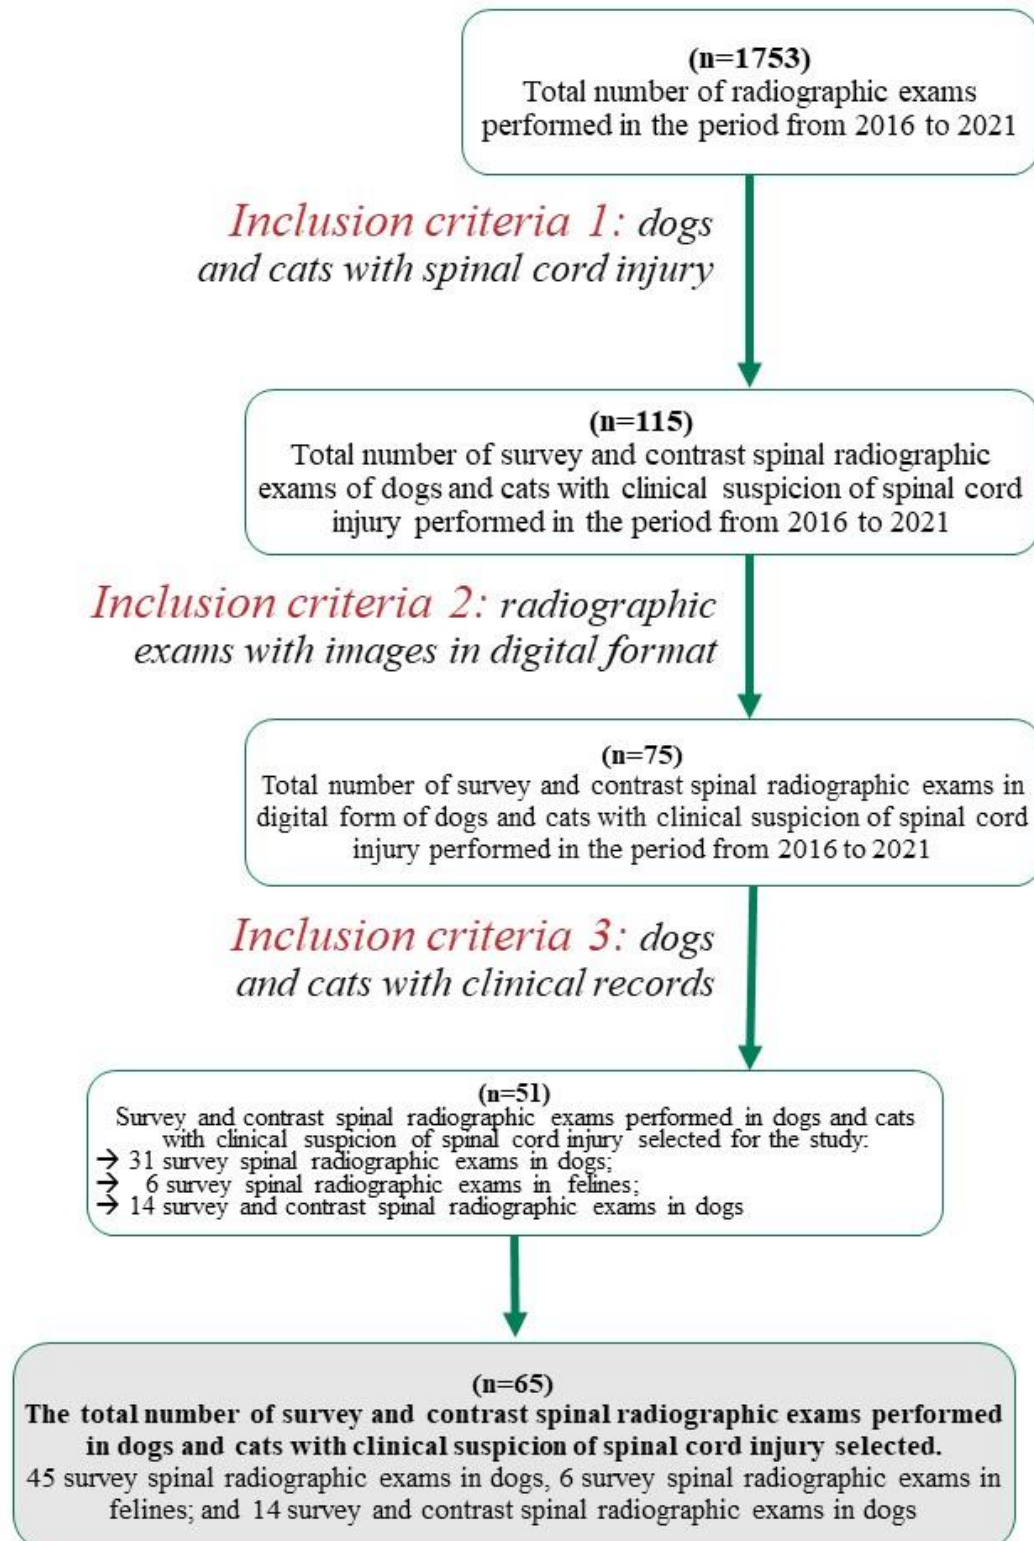 (n=1753)
Total number of radiographic exams
performed in the period from 2016 to 2021
Inclusion criteria 1: dogs
and cats with spinal cord injury
(n=115)
Total number of survey and contrast spinal radiographic
exams of dogs and cats with clinical suspicion of spinal cord
injury performed in the period from 2016 to 2021
Inclusion criteria 2: radiographic
exams with images in digital format
(n=75)
Total number of survey and contrast spinal radiographic exams in
digital form of dogs and cats with clinical suspicion of spinal cord
injury performed in the period from 2016 to 2021
Inclusion criteria 3: dogs
and cats with clinical records
(n=51)
Survey and contrast spinal radiographic exams performed in dogs and cats
with clinical suspicion of spinal cord injury selected for the study:
→ 31 survey spinal radiographic exams in dogs;
→ 6 survey spinal radiographic exams in felines;
→ 14 survey and contrast spinal radiographic exams in dogs
(n=65)
The total number of survey and contrast spinal radiographic exams performed
in dogs and cats with clinical suspicion of spinal cord injury selected.
45 survey spinal radiographic exams in dogs, 6 survey spinal radiographic exams in
felines; and 14 survey and contrast spinal radiographic exams in dogs